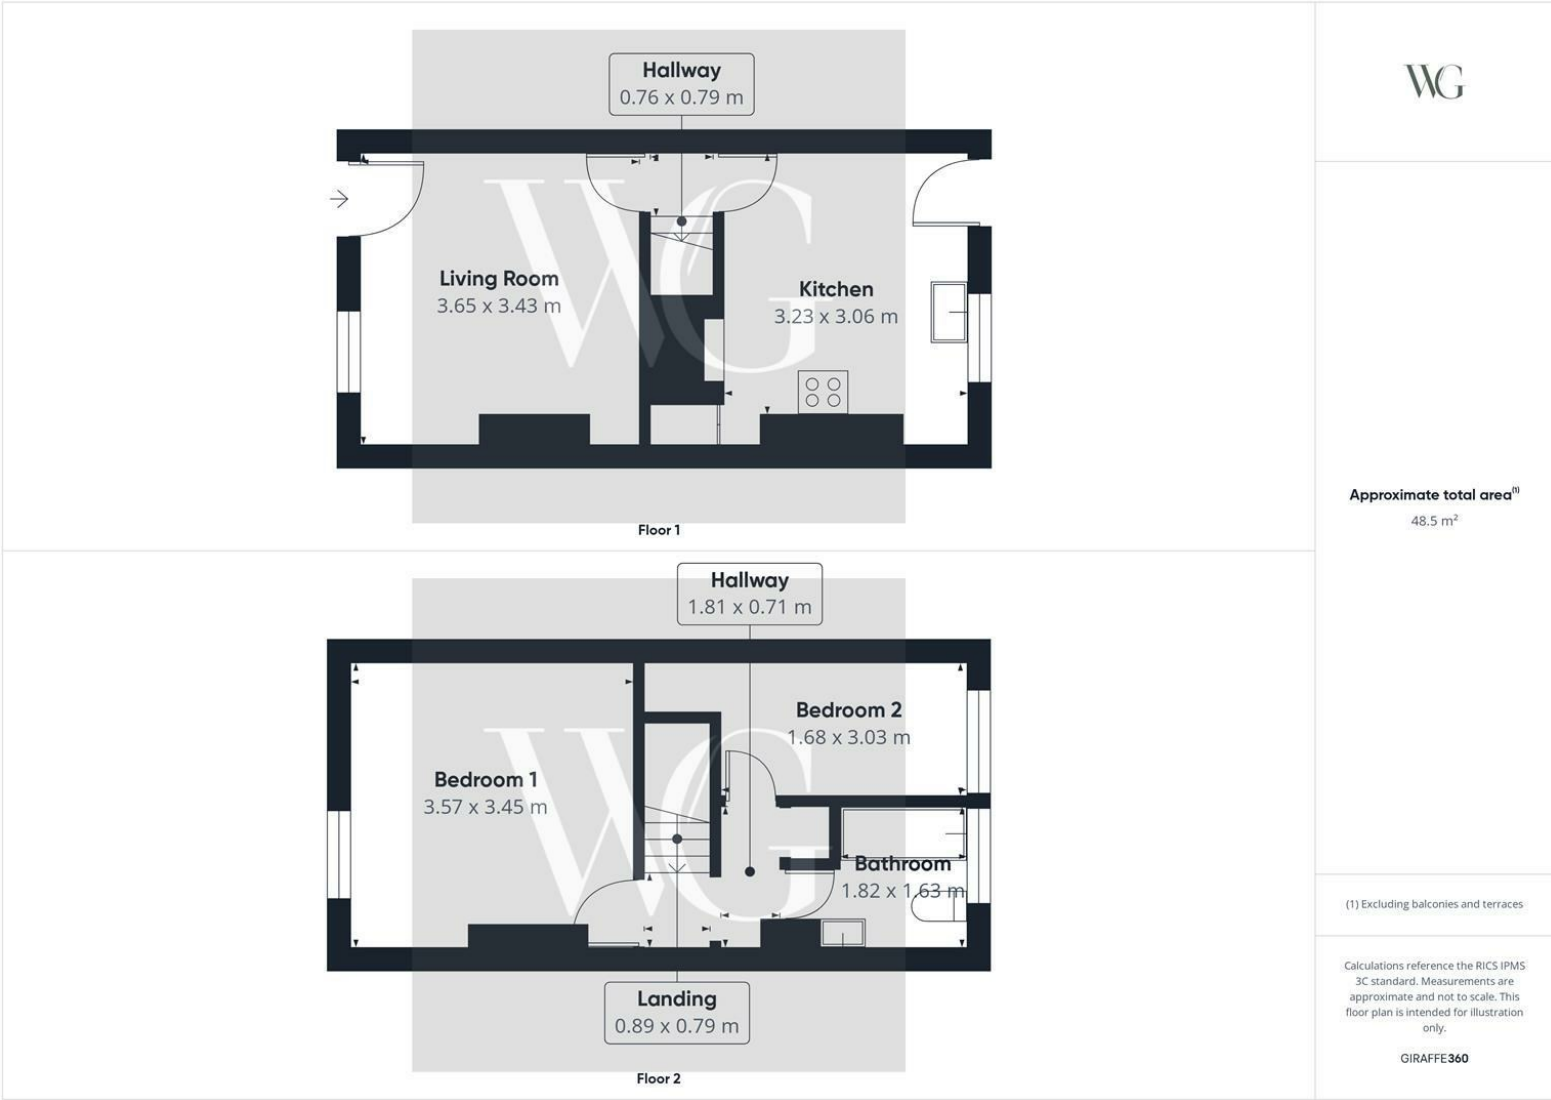 Hallway
0.76 x 0.79 m
Living Room
3.65 x 3.43 m
Kitchen
3.23 x 3.06 m
WG
Floor 1
Hallway
1.81 x 0.71 m
Bedroom 2
1.68 x 3.03 m
Bedroom 1
3.57 x 3.45 m
WG
Bathroom
1.82 x 1.63 m
Landing
0.89 x 0.79 m
Floor 2
WG
Approximate total area(1)
48.5 m²
(1) Excluding balconies and terraces
Calculations reference the RICS IPMS
3C standard. Measurements are
approximate and not to scale. This
floor plan is intended for illustration
only.
GIRAFFE360